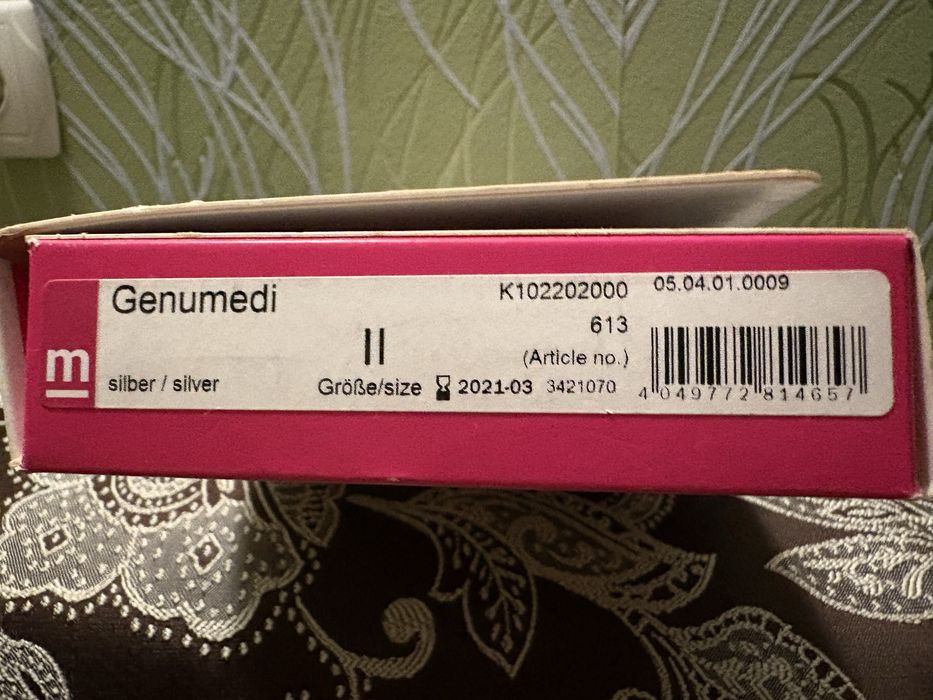 Genumedi
K102202000 05.04.01.0009
613
II
(Article no.)
silber / silver
Größe/size 2021-03 3421070
4 049772 814657
m